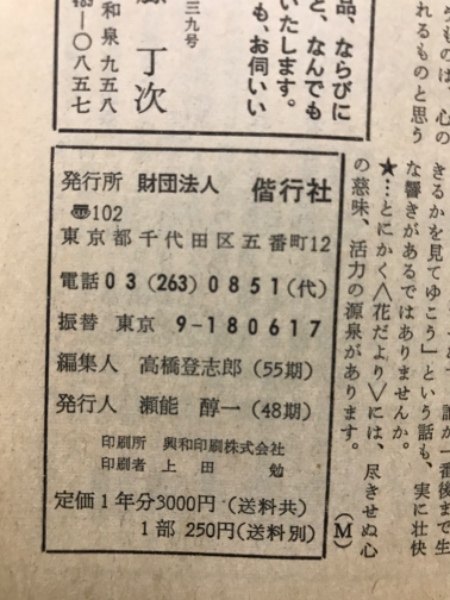 品、ならびに
と、なんでも
いたします。
も、お伺いい
三九号
丁次
和泉九五八
―〇八五七
うものは、心の
れるものと思う
きるかを見てゆこう」という話も、実に壮快
な響きがあるではありませんか。
★…とにかく〈花だより〉には、尽きせぬ心
の慈味、活力の源泉があります。
(M)
発行所 財団法人 偕行社
〠102
東京都千代田区五番町12
電話03(263)0851(代)
振替 東京 9-180617
編集人 高橋登志郎(55期)
発行人 瀬能 醇一(48期)
印刷所 興和印刷株式会社
印刷者 上田 勉
定価1年分3000円(送料共)
1部 250円(送料別)